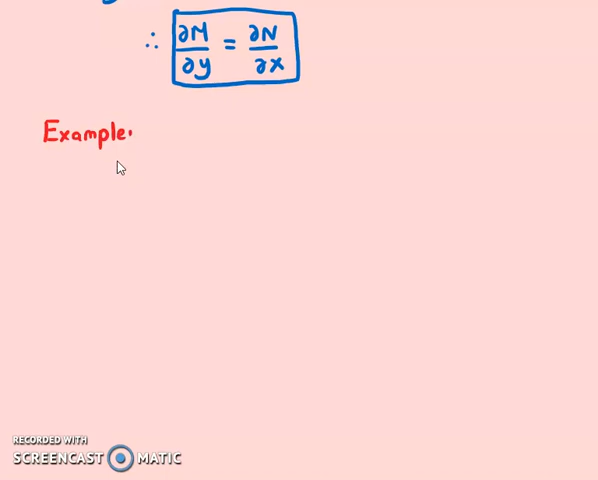 ∴ ∂M/∂y = ∂N/∂x
Example.
RECORDED WITH
SCREENCAST MATIC